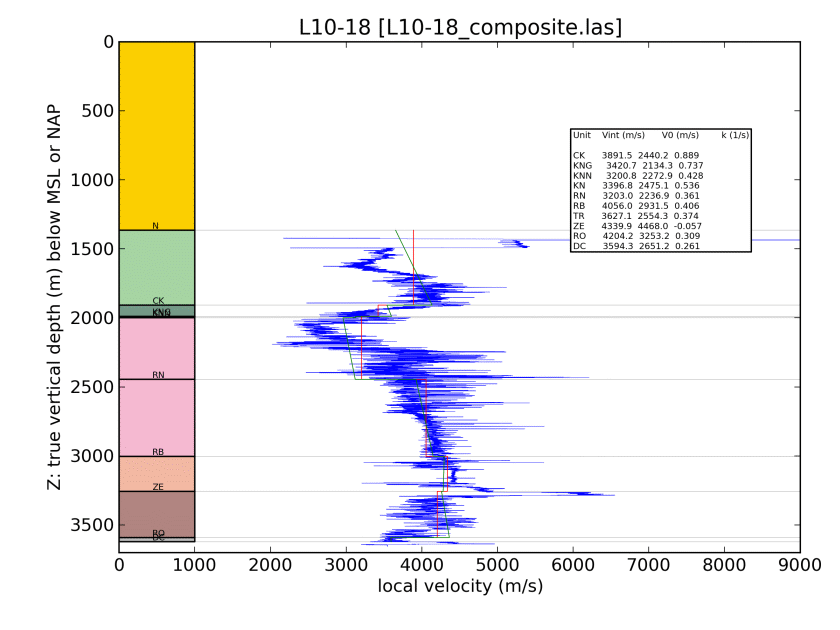 L10-18 [L10-18_composite.las]
0
500
1000
1500
2000
2500
3000
3500
Z: true vertical depth (m) below MSL or NAP
N
CK
KNG
RN
RB
ZE
RO
DC
Unit Vint (m/s) V0 (m/s) k (1/s)
CK 3891.5 2440.2 0.889
KNG 3420.7 2134.3 0.737
KNN 3200.8 2272.9 0.428
KN 3396.8 2475.1 0.536
RN 3203.0 2236.9 0.361
RB 4056.0 2931.5 0.406
TR 3627.1 2554.3 0.374
ZE 4339.9 4468.0 -0.057
RO 4204.2 3253.2 0.309
DC 3594.3 2651.2 0.261
0 1000 2000 3000 4000 5000 6000 7000 8000 9000
local velocity (m/s)